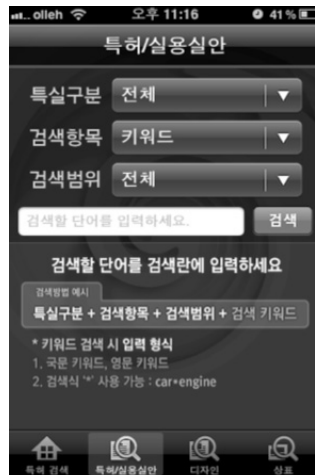 olleh 오후 11:16 41%
특허/실용실안
특실구분 전체 ▼
검색항목 키워드 ▼
검색범위 전체 ▼
검색할 단어를 입력하세요. 검색
검색할 단어를 검색란에 입력하세요
검색방법 예시
특실구분 + 검색항목 + 검색범위 + 검색 키워드
* 키워드 검색 시 입력 형식
1. 국문 키워드, 영문 키워드
2. 검색식 '*' 사용 가능 : car*engine
특허 검색 특허/실용실안 디자인 상표